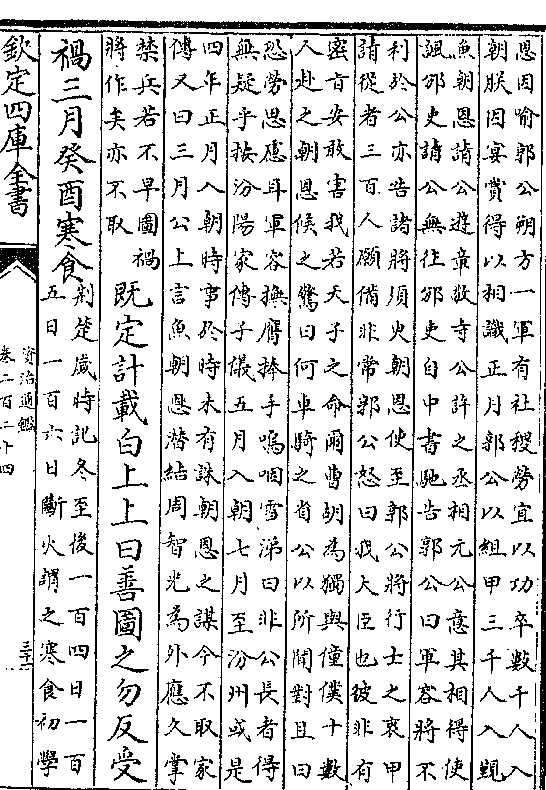 恩因喻郭公朔方一軍有社稷勞宜以功卒數千人入
朝朕因宴賞得以相識正月郭公以組甲三千人入覲
魚朝恩請公遊章敬寺公許之丞相元公意其相得使
諷邠吏請公無往邠吏自中書馳告郭公曰軍容將不
利於公亦告諸將須臾朝恩使至郭公將行士之衷甲
請從者三百人願備非常郭公怒曰我大臣也彼非有
密旨安敢害我若天子之命爾曹胡為獨與僮僕十數
人赴之朝恩候之驚曰何車騎之省公以所聞對且曰
恐勞思應耳軍容撫膺捧手嗚咽雪涕曰非公長者得
無疑乎按汾陽家傳子儀五月入朝七月至汾州或是
四年正月入朝時事於時未有誅朝恩之謀今不取家
傳又曰三月公上言魚朝恩潛結周智光為外應久掌
禁兵若不早圖禍
將作矣亦不取
既定計載白上上曰善圖之勿反受
禍三月癸酉寒食
荆楚歲時記冬至後一百四日一百
五日一百六日斷火謂之寒食初學
欽定四庫全書
資治通鑑
卷二百二十四
三十二